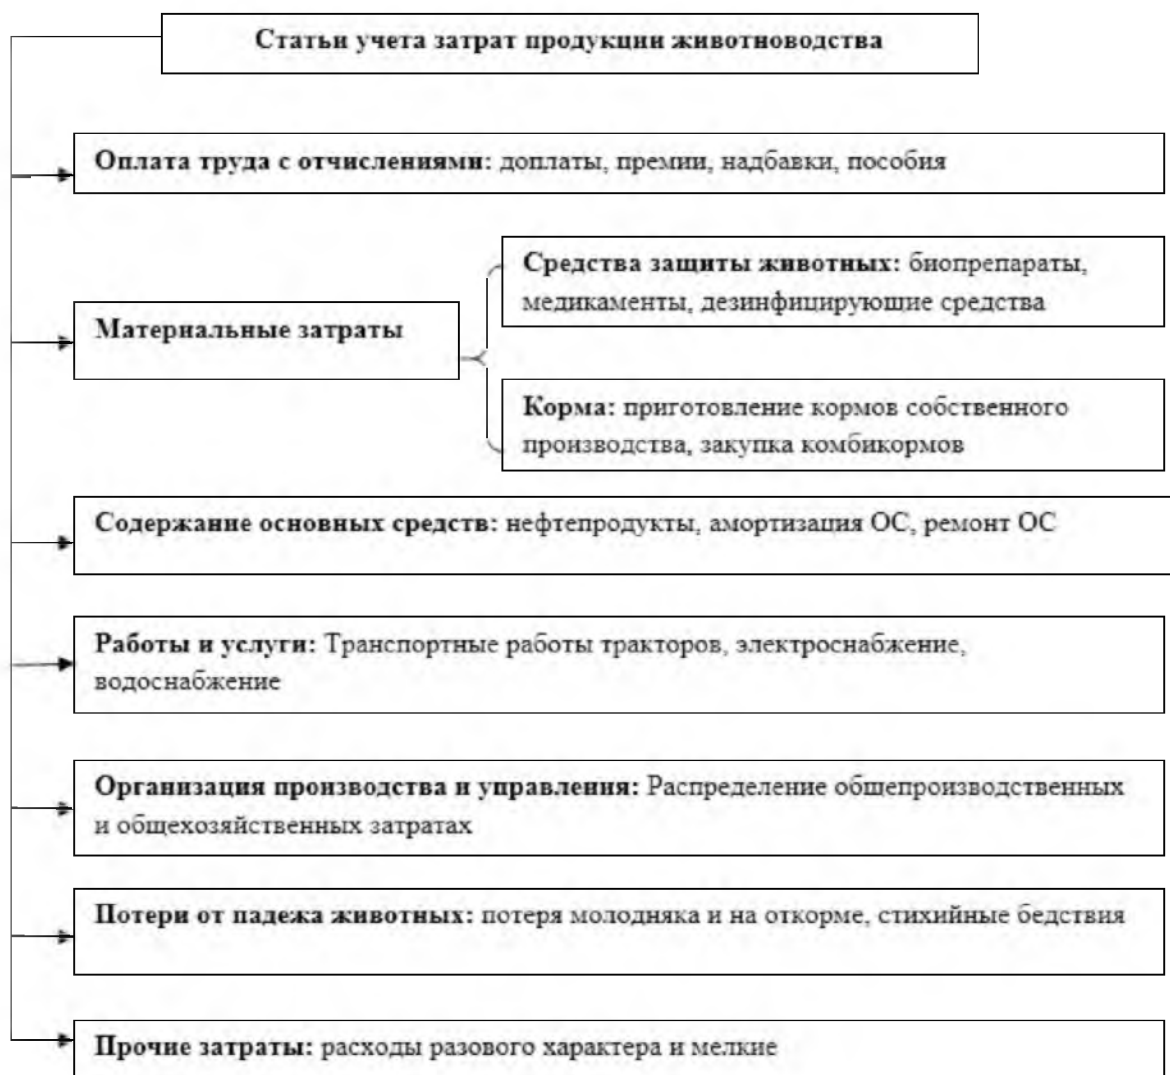 Статьи учета затрат продукции животноводства
Оплата труда с отчислениями: доплаты, премии, надбавки, пособия
Средства защиты животных: биопрепараты,
медикаменты, дезинфицирующие средства
Материальные затраты
Корма: приготовление кормов собственного
производства, закупка комбикормов
Содержание основных средств: нефтепродукты, амортизация ОС, ремонт ОС
Работы и услуги: Транспортные работы тракторов, электроснабжение,
водоснабжение
Организация производства и управления: Распределение общепроизводственных
и общехозяйственных затратах
Потери от падежа животных: потеря молодняка и на откорме, стихийные бедствия
Прочие затраты: расходы разового характера и мелкие